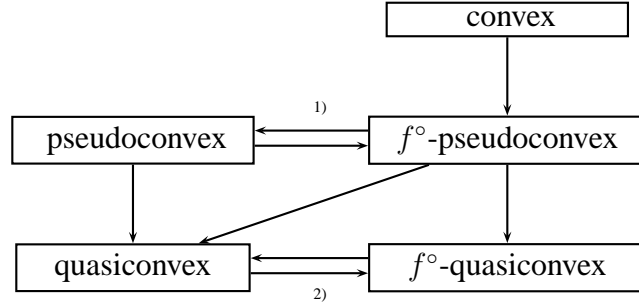 convex
1)
pseudoconvex
f°-pseudoconvex
quasiconvex
f°-quasiconvex
2)